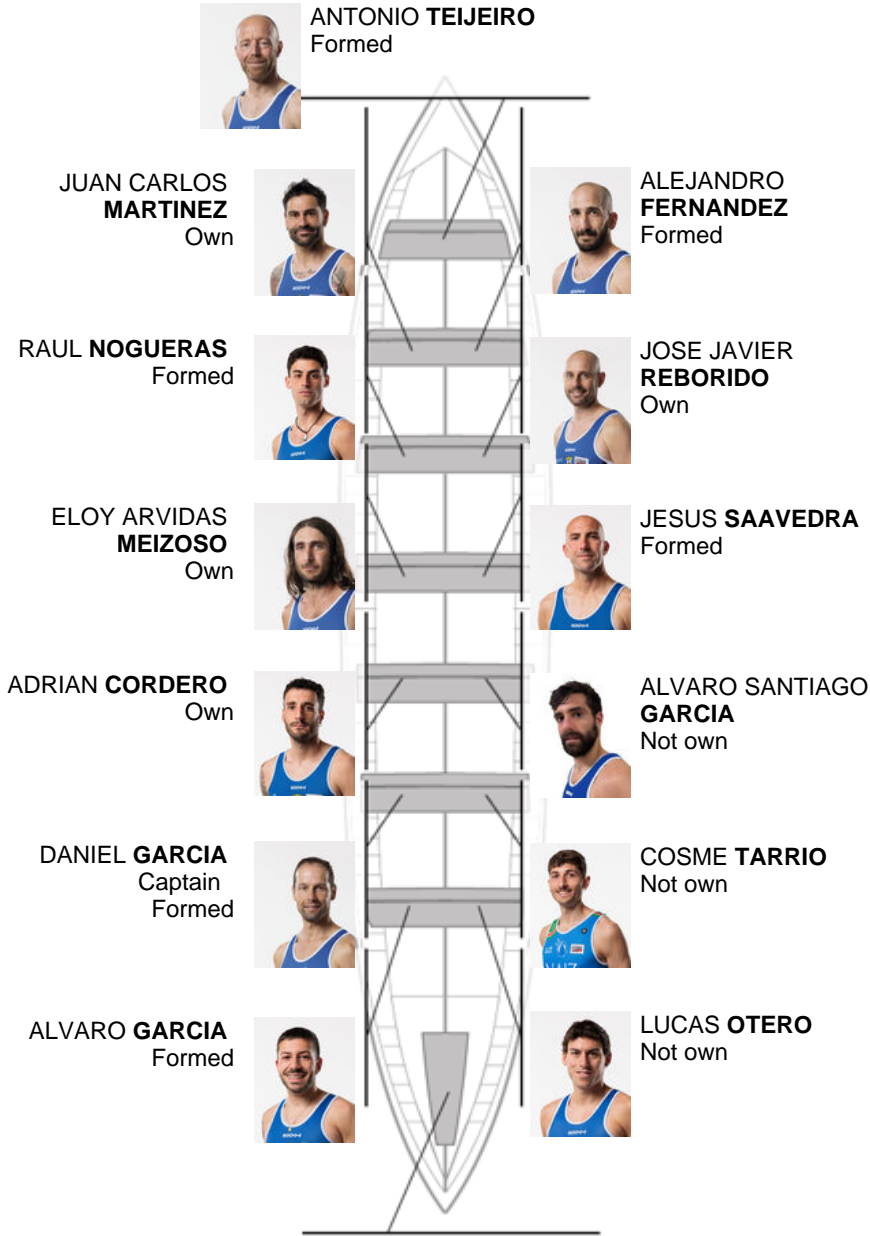 ANTONIO TEIJEIRO
Formed
JUAN CARLOS
MARTINEZ
Own
ALEJANDRO
FERNANDEZ
Formed
RAUL NOGUERAS
Formed
JOSE JAVIER
REBORIDO
Own
ELOY ARVIDAS
MEIZOSO
Own
JESUS SAAVEDRA
Formed
ADRIAN CORDERO
Own
ALVARO SANTIAGO
GARCIA
Not own
DANIEL GARCIA
Captain
Formed
COSME TARRIO
Not own
ALVARO GARCIA
Formed
LUCAS OTERO
Not own